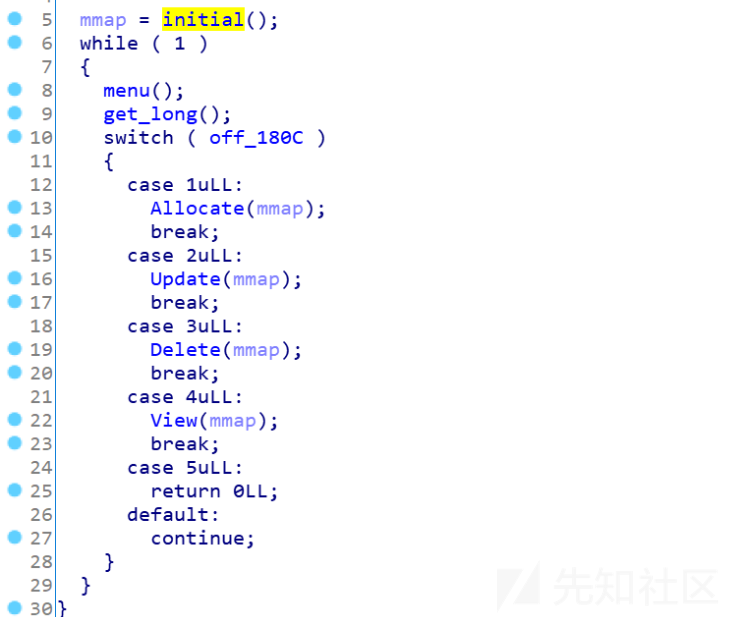 5 mmap = initial();
6 while ( 1 )
7 {
8 menu();
9 get_long();
10 switch ( off_180C )
11 {
12 case 1uLL:
13 Allocate(mmap);
14 break;
15 case 2uLL:
16 Update(mmap);
17 break;
18 case 3uLL:
19 Delete(mmap);
20 break;
21 case 4uLL:
22 View(mmap);
23 break;
24 case 5uLL:
25 return 0LL;
26 default:
27 continue;
28 }
29 }
30 }
先知社区